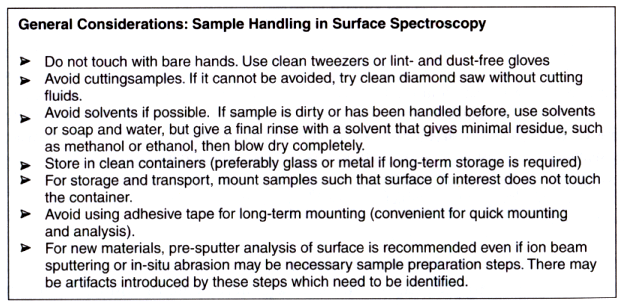 General Considerations: Sample Handling in Surface Spectroscopy
➤ Do not touch with bare hands. Use clean tweezers or lint- and dust-free gloves
➤ Avoid cuttingsamples. If it cannot be avoided, try clean diamond saw without cutting
fluids.
➤ Avoid solvents if possible. If sample is dirty or has been handled before, use solvents
or soap and water, but give a final rinse with a solvent that gives minimal residue, such
as methanol or ethanol, then blow dry completely.
➤ Store in clean containers (preferably glass or metal if long-term storage is required)
➤ For storage and transport, mount samples such that surface of interest does not touch
the container.
➤ Avoid using adhesive tape for long-term mounting (convenient for quick mounting
and analysis).
➤ For new materials, pre-sputter analysis of surface is recommended even if ion beam
sputtering or in-situ abrasion may be necessary sample preparation steps. There may
be artifacts introduced by these steps which need to be identified.